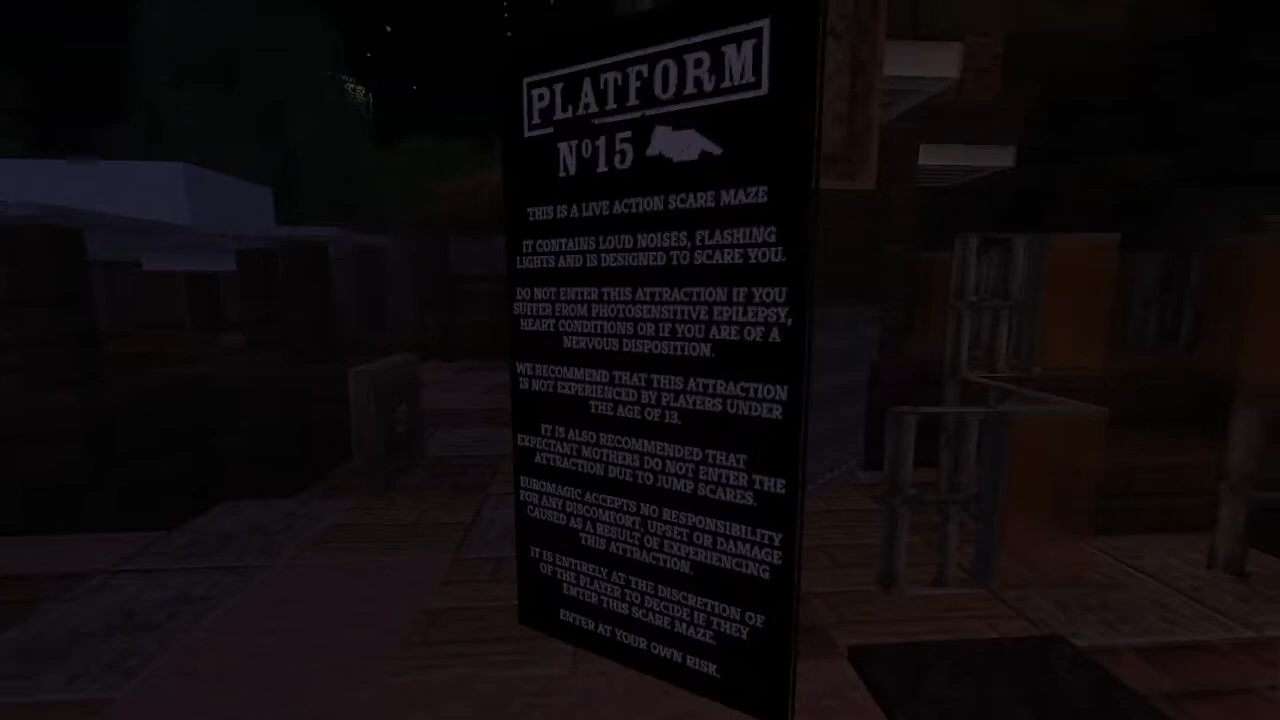 PLATFORM
Nº15
THIS IS A LIVE ACTION SCARE MAZE
IT CONTAINS LOUD NOISES, FLASHING
LIGHTS AND IS DESIGNED TO SCARE YOU.
DO NOT ENTER THIS ATTRACTION IF YOU
SUFFER FROM PHOTOSENSITIVE EPILEPSY,
HEART CONDITIONS OR IF YOU ARE OF A
NERVOUS DISPOSITION.
WE RECOMMEND THAT THIS ATTRACTION
IS NOT EXPERIENCED BY PLAYERS UNDER
THE AGE OF 13.
IT IS ALSO RECOMMENDED THAT
EXPECTANT MOTHERS DO NOT ENTER THE
ATTRACTION DUE TO JUMP SCARES.
EUROMAGIC ACCEPTS NO RESPONSIBILITY
FOR ANY DISCOMFORT, UPSET OR DAMAGE
CAUSED AS A RESULT OF EXPERIENCING
THIS ATTRACTION.
IT IS ENTIRELY AT THE DISCRETION OF
OF THE PLAYER TO DECIDE IF THEY
ENTER THIS SCARE MAZE.
ENTER AT YOUR OWN RISK.